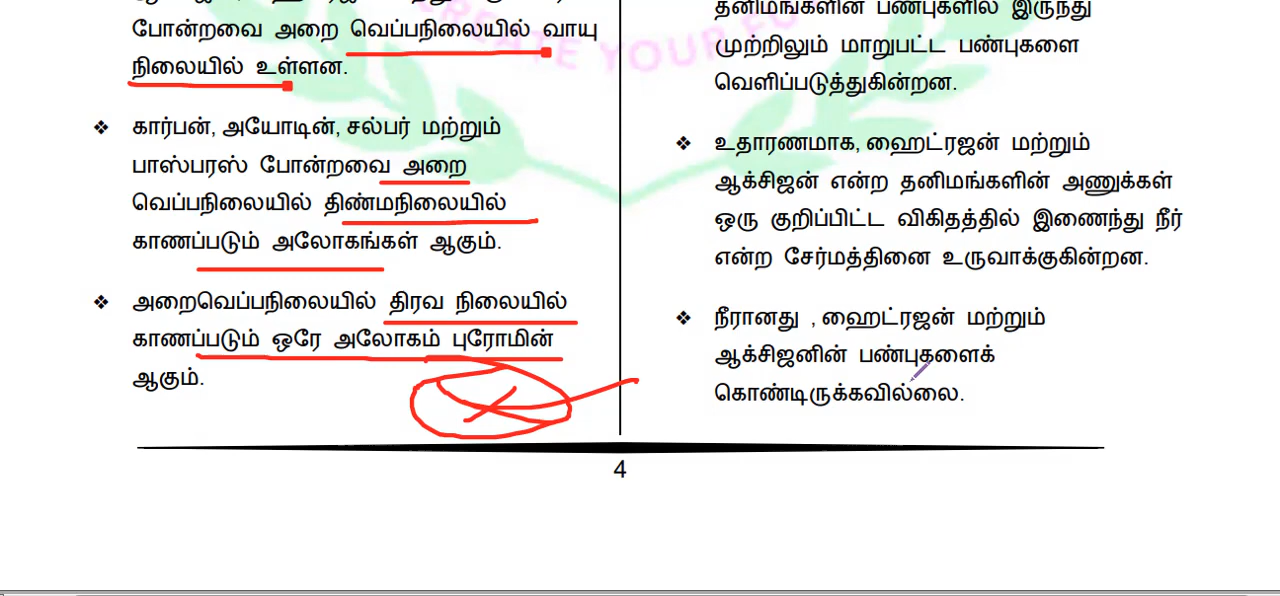 போன்றவை அறை வெப்பநிலையில் வாயு
நிலையில் உள்ளன.
❖ கார்பன், அயோடின், சல்பர் மற்றும்
பாஸ்பரஸ் போன்றவை அறை
வெப்பநிலையில் திண்மநிலையில்
காணப்படும் அலோகங்கள் ஆகும்.
❖ அறைவெப்பநிலையில் திரவ நிலையில்
காணப்படும் ஒரே அலோகம் புரோமின்
ஆகும்.
தனிமங்களின் பண்புகளில் இருந்து
முற்றிலும் மாறுபட்ட பண்புகளை
வெளிப்படுத்துகின்றன.
❖ உதாரணமாக, ஹைட்ரஜன் மற்றும்
ஆக்சிஜன் என்ற தனிமங்களின் அணுக்கள்
ஒரு குறிப்பிட்ட விகிதத்தில் இணைந்து நீர்
என்ற சேர்மத்தினை உருவாக்குகின்றன.
❖ நீரானது , ஹைட்ரஜன் மற்றும்
ஆக்சிஜனின் பண்புகளைக்
கொண்டிருக்கவில்லை.
CREATE YOUR
4